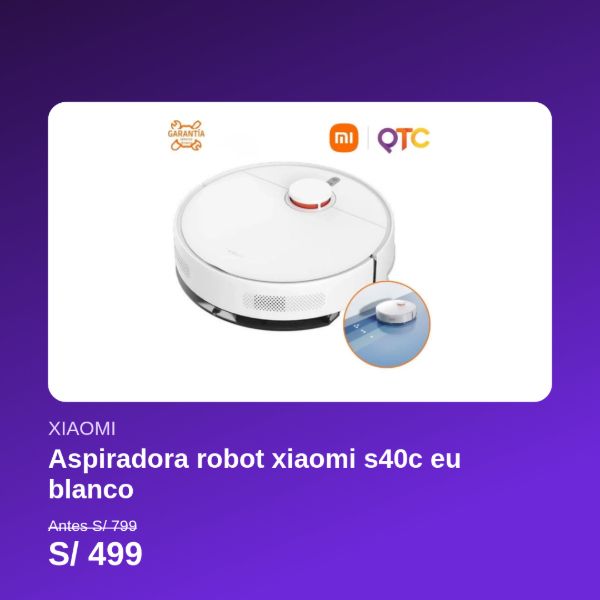 GARANTÍA
mi QTC
XIAOMI
Aspiradora robot xiaomi s40c eu
blanco
Antes S/ 799
S/ 499